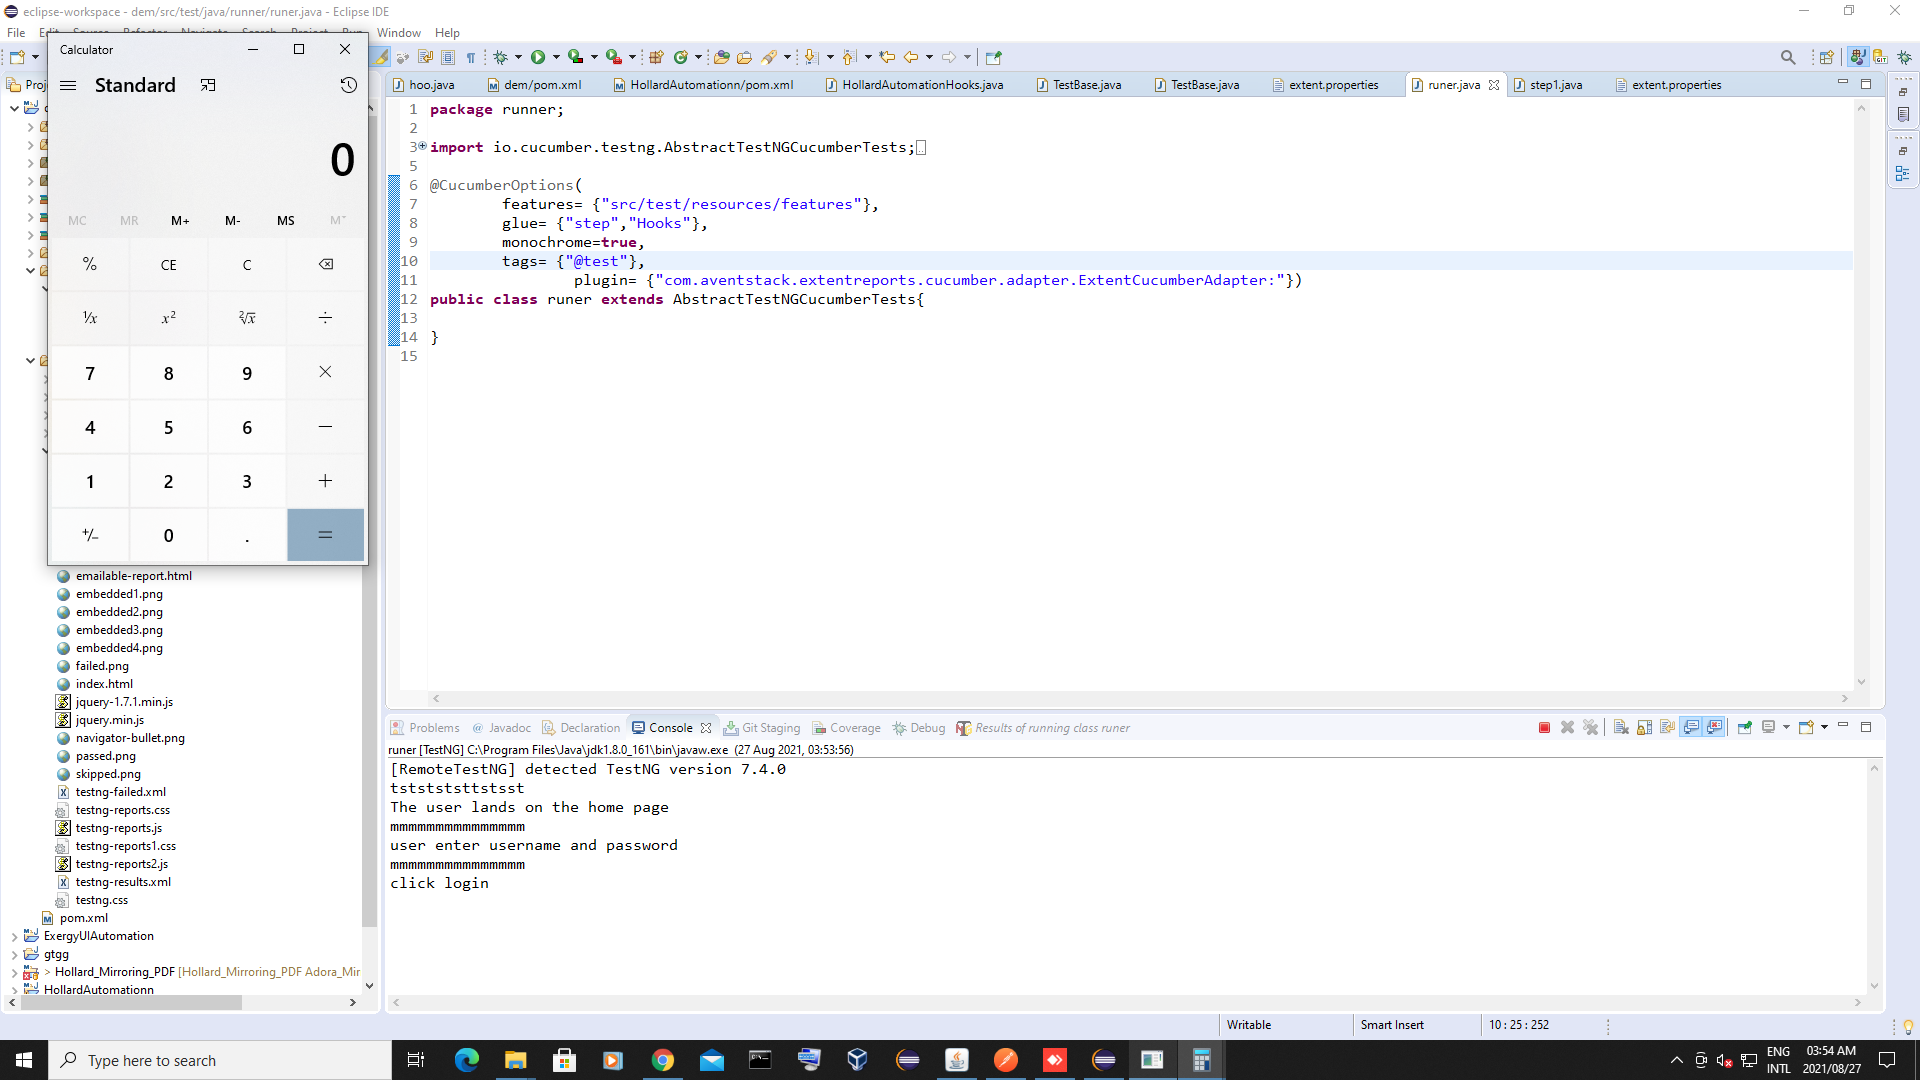 eclipse-workspace - dem/src/test/java/runner/runer.java - Eclipse IDE
File Window Help
Calculator
Standard
0
MC MR M+ M- MS M˅
% CE C
⅟x x² ²√x ÷
7 8 9 ×
4 5 6 −
1 2 3 +
+/− 0 . =
hoo.java dem/pom.xml HollardAutomationn/pom.xml HollardAutomationHooks.java TestBase.java TestBase.java extent.properties runer.java step1.java extent.properties
1 package runner;
2
3 import io.cucumber.testng.AbstractTestNGCucumberTests;
5
6 @CucumberOptions(
7 features= {"src/test/resources/features"},
8 glue= {"step","Hooks"},
9 monochrome=true,
10 tags= {"@test"},
11 plugin= {"com.aventstack.extentreports.cucumber.adapter.ExtentCucumberAdapter:"})
12 public class runer extends AbstractTestNGCucumberTests{
13
14 }
15
emailable-report.html
embedded1.png
embedded2.png
embedded3.png
embedded4.png
failed.png
index.html
jquery-1.7.1.min.js
jquery.min.js
navigator-bullet.png
passed.png
skipped.png
testng-failed.xml
testng-reports.css
testng-reports.js
testng-reports1.css
testng-reports2.js
testng-results.xml
testng.css
pom.xml
ExergyUIAutomation
gtgg
> Hollard_Mirroring_PDF [Hollard_Mirroring_PDF Adora_Mir
HollardAutomationn
Problems @ Javadoc Declaration Console Git Staging Coverage Debug Results of running class runer
runer [TestNG] C:\Program Files\Java\jdk1.8.0_161\bin\javaw.exe (27 Aug 2021, 03:53:56)
[RemoteTestNG] detected TestNG version 7.4.0
tststststtstsst
The user lands on the home page
mmmmmmmmmmmmmmm
user enter username and password
mmmmmmmmmmmmmmm
click login
Writable Smart Insert 10 : 25 : 252
Type here to search
ENG
INTL
03:54 AM
2021/08/27